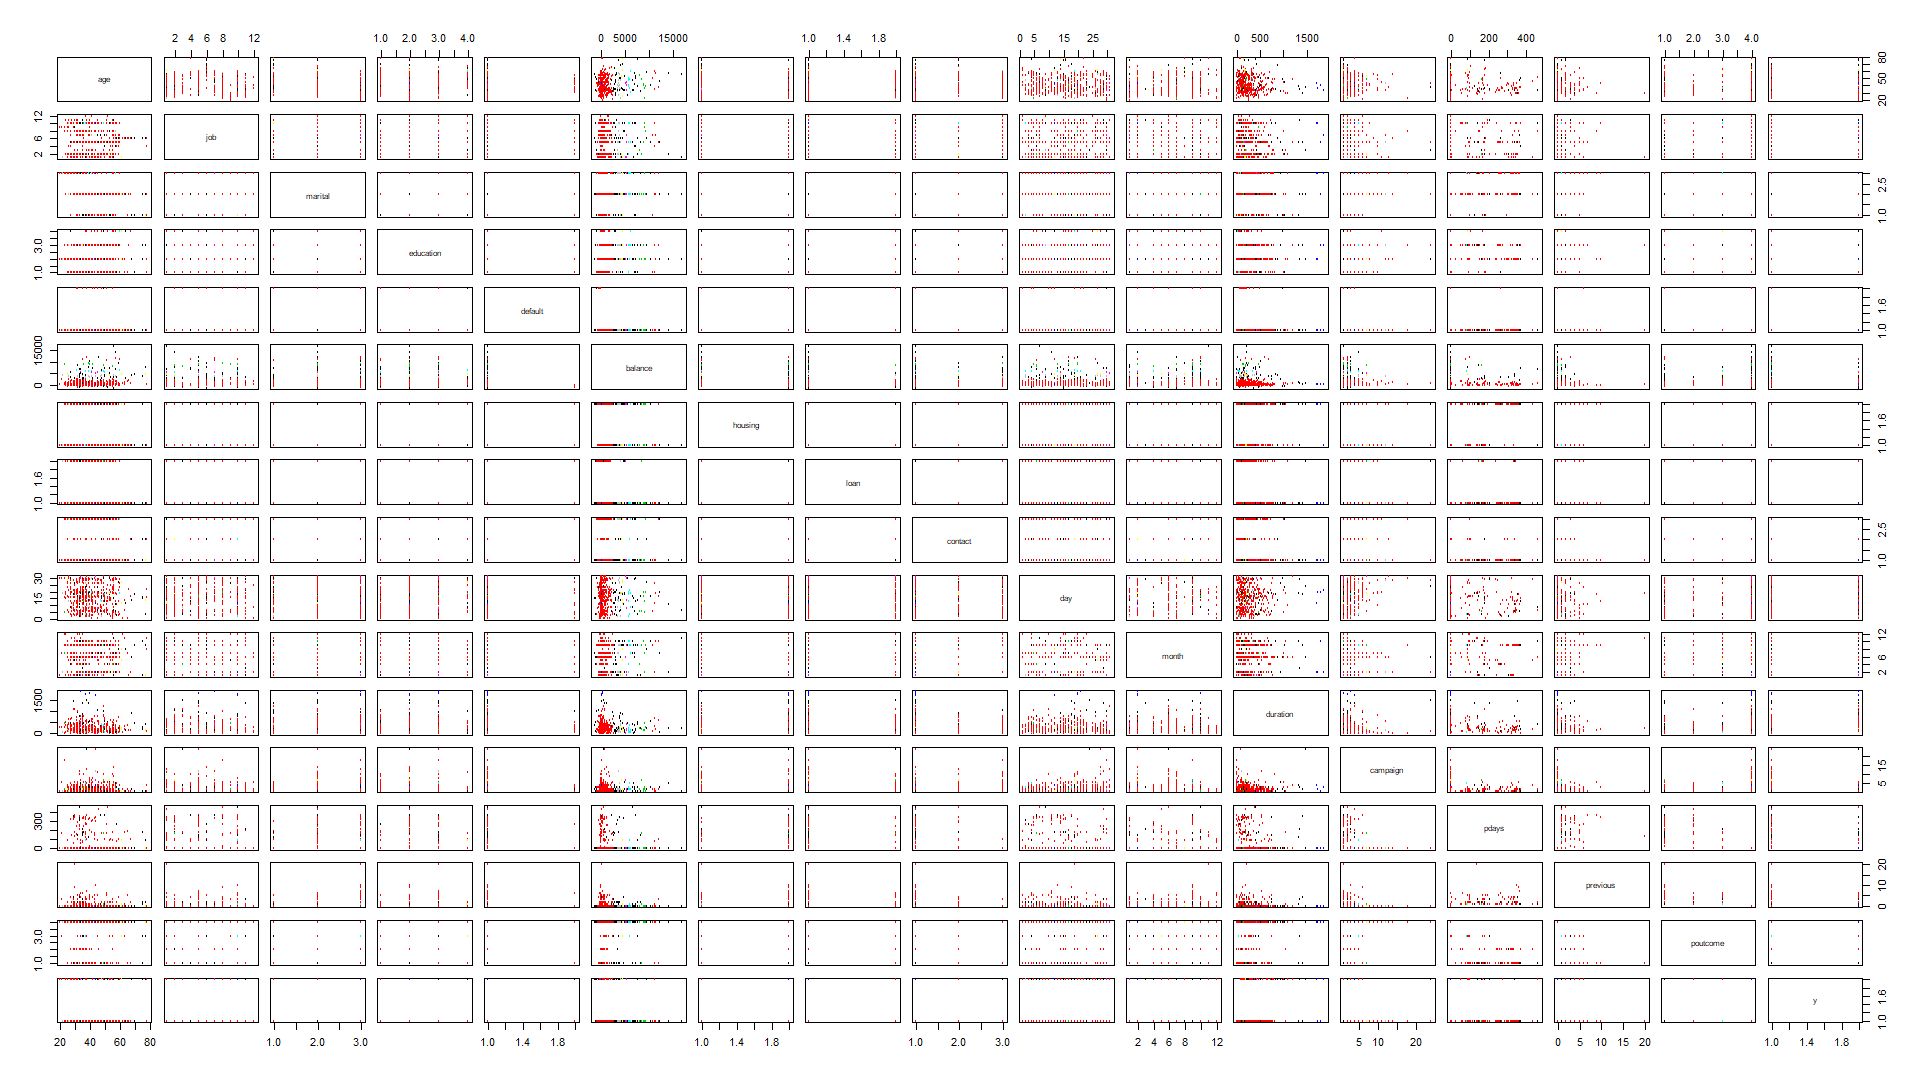 2 4 6 8 12 1.0 2.0 3.0 4.0 0 5000 15000 1.0 1.4 1.8 0 5 15 25 0 500 1500 0 200 400 1.0 2.0 3.0 4.0
age 20 50 80
2 6 12 job
marital 1.0 2.5
1.0 3.0 education
default 1.0 1.6
0 15000 balance
housing 1.0 1.6
1.0 1.6 loan
contact 1.0 2.5
0 15 30 day
month 2 6 12
0 1500 duration
campaign 5 15
0 300 pdays
previous 0 10 20
1.0 3.0 poutcome
y 1.0 1.6
20 40 60 80 1.0 2.0 3.0 1.0 1.4 1.8 1.0 1.4 1.8 1.0 2.0 3.0 2 4 6 8 12 5 10 20 0 5 10 15 20 1.0 1.4 1.8